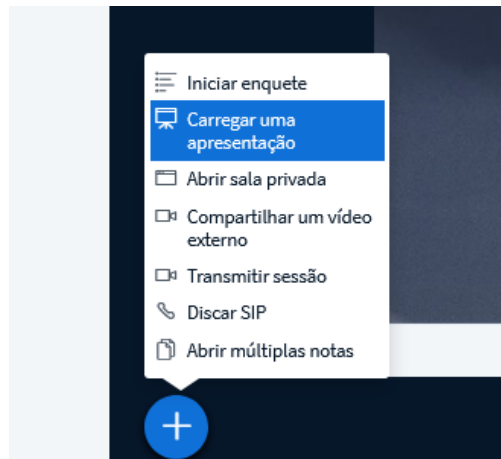 Iniciar enquete
Carregar uma
apresentação
Abrir sala privada
Compartilhar um vídeo
externo
Transmitir sessão
Discar SIP
Abrir múltiplas notas